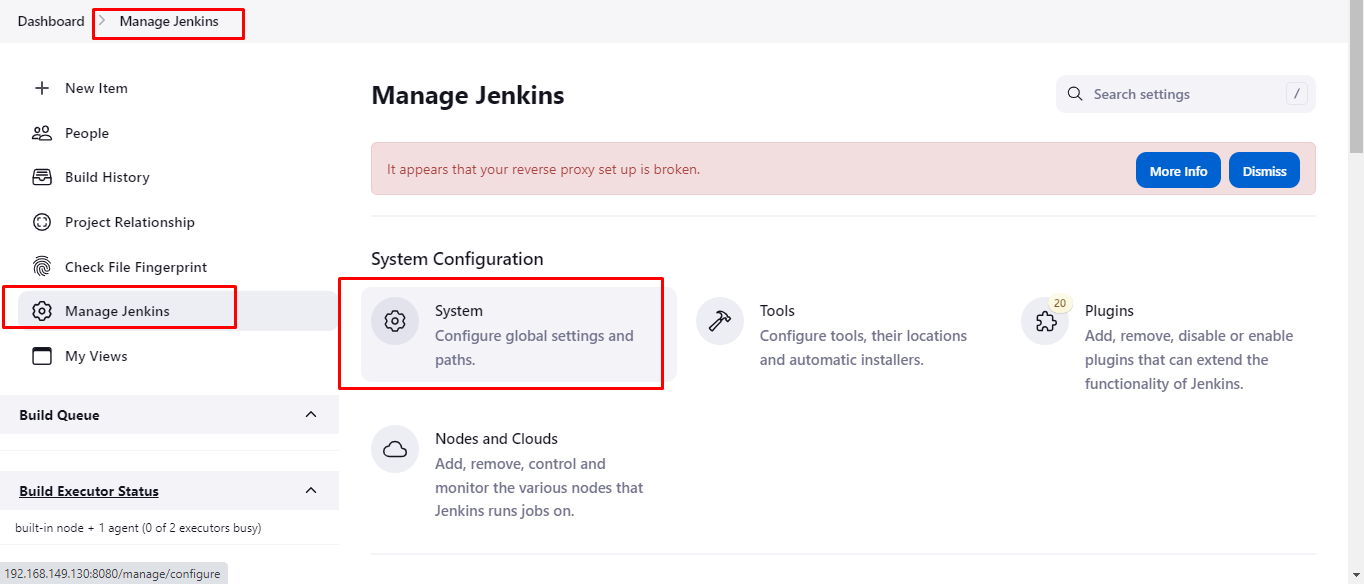 Dashboard > Manage Jenkins
New Item
People
Build History
Project Relationship
Check File Fingerprint
Manage Jenkins
My Views
Build Queue
Build Executor Status
built-in node + 1 agent (0 of 2 executors busy)
192.168.149.130:8080/manage/configure
Manage Jenkins
Search settings /
It appears that your reverse proxy set up is broken.
More Info
Dismiss
System Configuration
System
Configure global settings and
paths.
Tools
Configure tools, their locations
and automatic installers.
20
Plugins
Add, remove, disable or enable
plugins that can extend the
functionality of Jenkins.
Nodes and Clouds
Add, remove, control and
monitor the various nodes that
Jenkins runs jobs on.